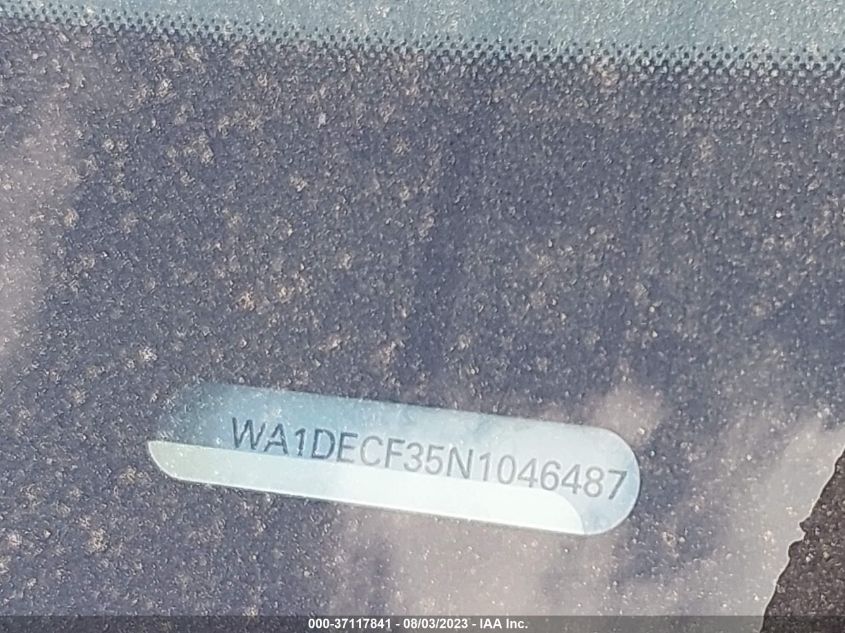 WA1DECF35N1046487
000-37117841 - 08/03/2023 - IAA Inc.